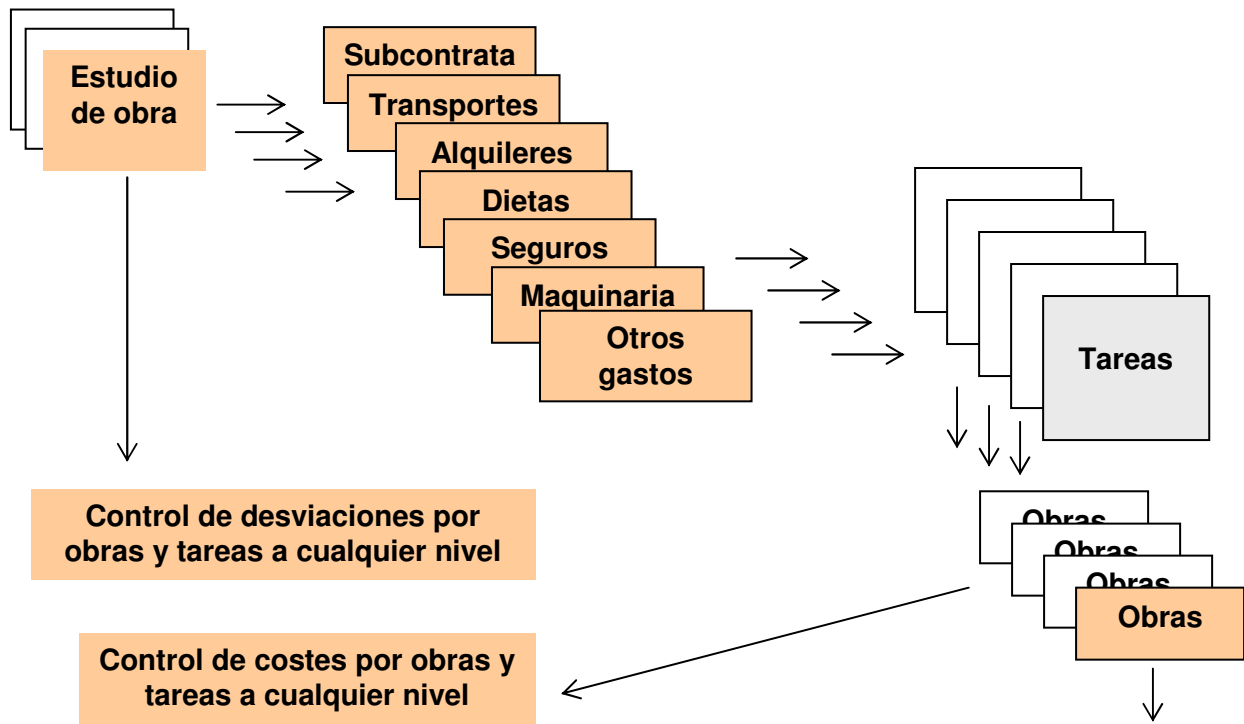 Estudio
de obra
Subcontrata
Transportes
Alquileres
Dietas
Seguros
Maquinaria
Otros
gastos
Tareas
Control de desviaciones por
obras y tareas a cualquier nivel
Obras
Obras
Obras
Obras
Control de costes por obras y
tareas a cualquier nivel